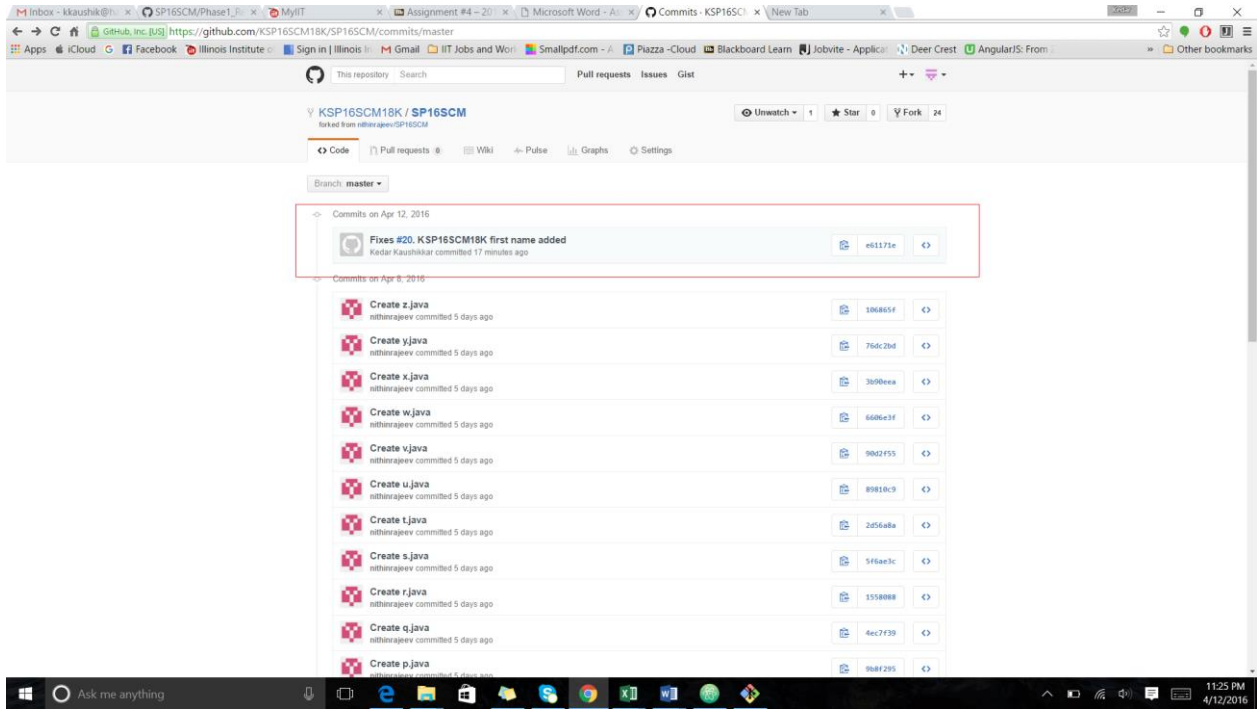 Inbox - kkaushik@h
SP16SCM/Phase1_R
MyIIT
Assignment #4 – 201
Microsoft Word - As
Commits · KSP16SC
New Tab
GitHub, Inc. [US] https://github.com/KSP16SCM18K/SP16SCM/commits/master
Apps iCloud G Facebook Illinois Institute o Sign in | Illinois In Gmail IIT Jobs and Wor Smallpdf.com - A Piazza -Cloud Blackboard Learn Jobvite - Applicat Deer Crest AngularJS: From Other bookmarks
This repository Search Pull requests Issues Gist
KSP16SCM18K / SP16SCM
forked from nithinrajeev/SP16SCM
Unwatch 1 Star 0 Fork 24
Code Pull requests 0 Wiki Pulse Graphs Settings
Branch: master
Commits on Apr 12, 2016
Fixes #20. KSP16SCM18K first name added
Kedar Kaushikkar committed 17 minutes ago
e61171e
Commits on Apr 8, 2016
Create z.java
nithinrajeev committed 5 days ago
106865f
Create y.java
nithinrajeev committed 5 days ago
76dc2bd
Create x.java
nithinrajeev committed 5 days ago
3b90eea
Create w.java
nithinrajeev committed 5 days ago
6606e3f
Create v.java
nithinrajeev committed 5 days ago
90d2f55
Create u.java
nithinrajeev committed 5 days ago
89810c9
Create t.java
nithinrajeev committed 5 days ago
2d56a8a
Create s.java
nithinrajeev committed 5 days ago
5f6ae3c
Create r.java
nithinrajeev committed 5 days ago
1558088
Create q.java
nithinrajeev committed 5 days ago
4ec7f39
Create p.java
nithinrajeev committed 5 days ago
9b8f295
Ask me anything
11:25 PM
4/12/2016